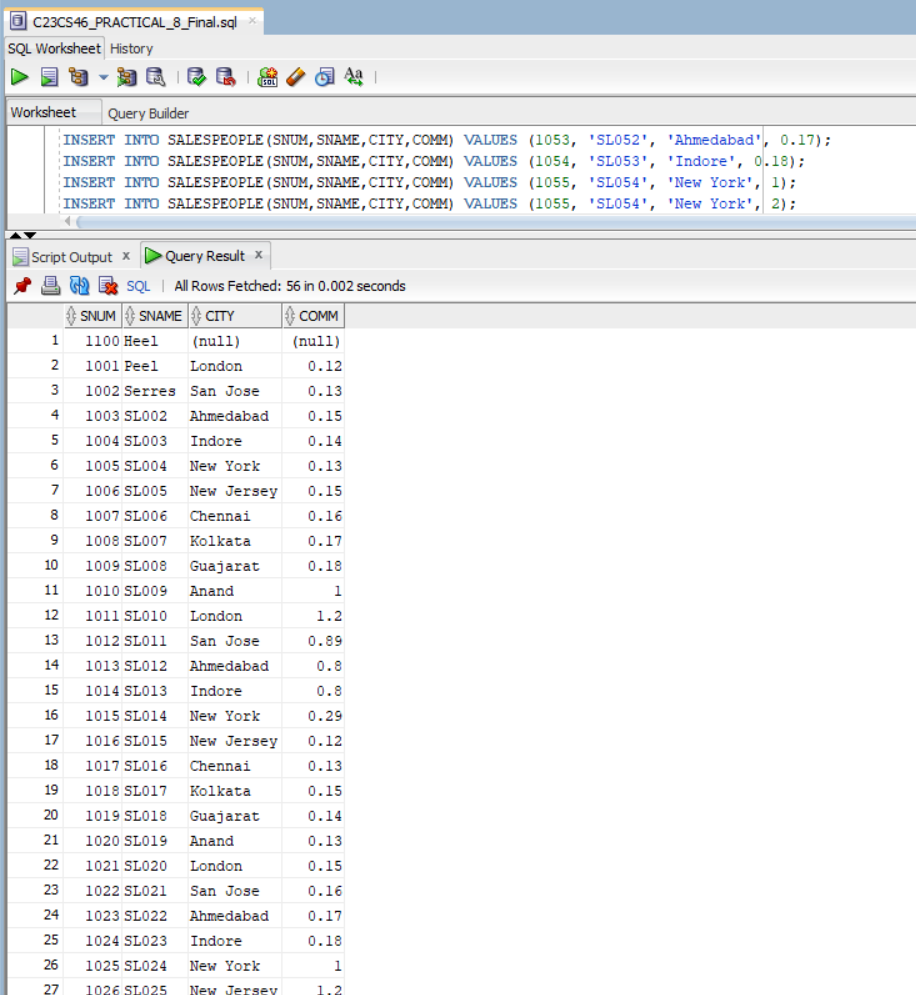 C23CS46_PRACTICAL_8_Final.sql
SQL Worksheet History
Worksheet Query Builder
INSERT INTO SALESPEOPLE(SNUM,SNAME,CITY,COMM) VALUES (1053, 'SL052', 'Ahmedabad', 0.17);
INSERT INTO SALESPEOPLE(SNUM,SNAME,CITY,COMM) VALUES (1054, 'SL053', 'Indore', 0.18);
INSERT INTO SALESPEOPLE(SNUM,SNAME,CITY,COMM) VALUES (1055, 'SL054', 'New York', 1);
INSERT INTO SALESPEOPLE(SNUM,SNAME,CITY,COMM) VALUES (1055, 'SL054', 'New York', 2);
Script Output x Query Result x
SQL | All Rows Fetched: 56 in 0.002 seconds
SNUM SNAME CITY COMM
1 1100 Heel (null) (null)
2 1001 Peel London 0.12
3 1002 Serres San Jose 0.13
4 1003 SL002 Ahmedabad 0.15
5 1004 SL003 Indore 0.14
6 1005 SL004 New York 0.13
7 1006 SL005 New Jersey 0.15
8 1007 SL006 Chennai 0.16
9 1008 SL007 Kolkata 0.17
10 1009 SL008 Guajarat 0.18
11 1010 SL009 Anand 1
12 1011 SL010 London 1.2
13 1012 SL011 San Jose 0.89
14 1013 SL012 Ahmedabad 0.8
15 1014 SL013 Indore 0.8
16 1015 SL014 New York 0.29
17 1016 SL015 New Jersey 0.12
18 1017 SL016 Chennai 0.13
19 1018 SL017 Kolkata 0.15
20 1019 SL018 Guajarat 0.14
21 1020 SL019 Anand 0.13
22 1021 SL020 London 0.15
23 1022 SL021 San Jose 0.16
24 1023 SL022 Ahmedabad 0.17
25 1024 SL023 Indore 0.18
26 1025 SL024 New York 1
27 1026 SL025 New Jersey 1.2